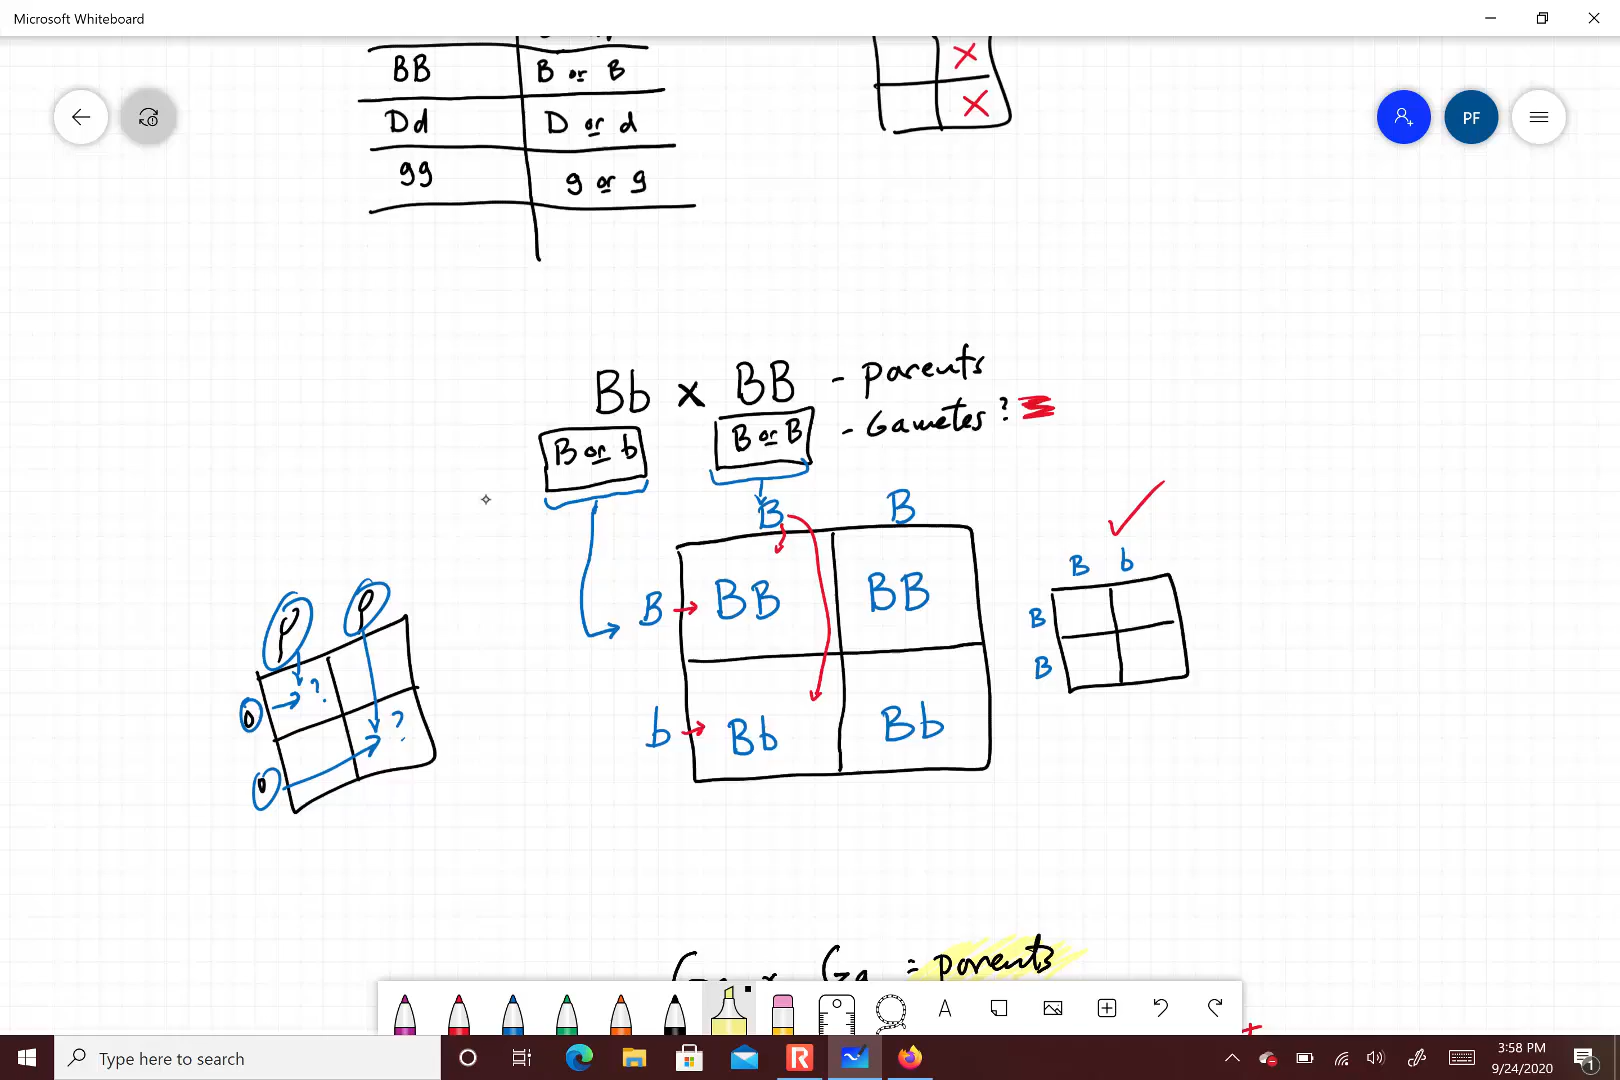 Microsoft Whiteboard
BB B or B
Dd D or d
gg g or g
X
X
PF
Bb x BB - parents
B or b B or B - Gametes ?
B B
B BB BB
b Bb Bb
B b
B
B
?
?
= parents
A
Type here to search
3:58 PM
9/24/2020
1